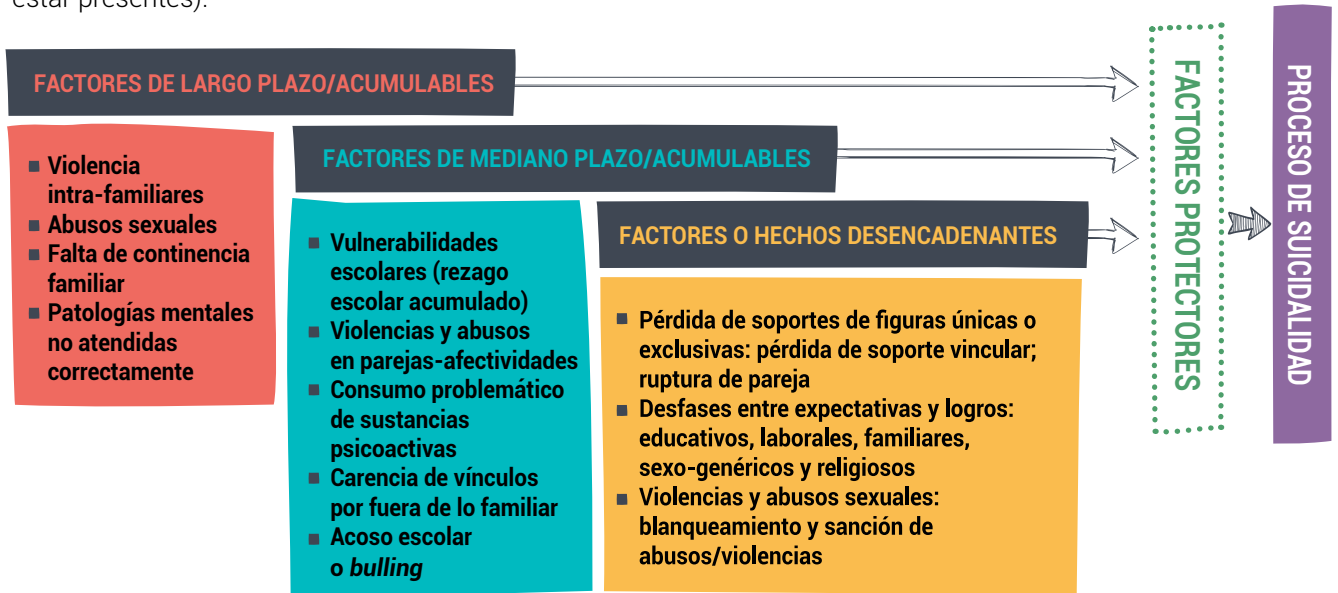 estar presentes).
FACTORES DE LARGO PLAZO/ACUMULABLES
■ Violencia
intra-familiares
■ Abusos sexuales
■ Falta de continencia
familiar
■ Patologías mentales
no atendidas
correctamente
FACTORES DE MEDIANO PLAZO/ACUMULABLES
■ Vulnerabilidades
escolares (rezago
escolar acumulado)
■ Violencias y abusos
en parejas-afectividades
■ Consumo problemático
de sustancias
psicoactivas
■ Carencia de vínculos
por fuera de lo familiar
■ Acoso escolar
o bulling
FACTORES O HECHOS DESENCADENANTES
■ Pérdida de soportes de figuras únicas o
exclusivas: pérdida de soporte vincular;
ruptura de pareja
■ Desfases entre expectativas y logros:
educativos, laborales, familiares,
sexo-genéricos y religiosos
■ Violencias y abusos sexuales:
blanqueamiento y sanción de
abusos/violencias
FACTORES PROTECTORES
PROCESO DE SUICIDALIDAD